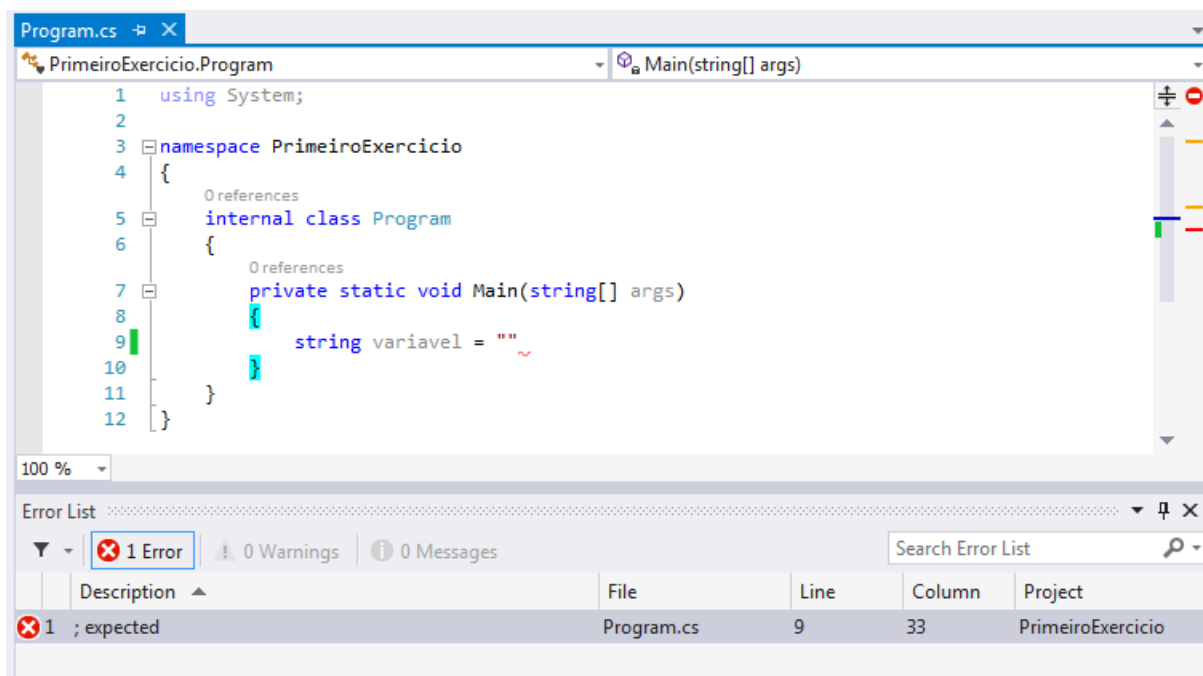 Program.cs
PrimeiroExercicio.Program Main(string[] args)
1 using System;
2
3 namespace PrimeiroExercicio
4 {
0 references
5 internal class Program
6 {
0 references
7 private static void Main(string[] args)
8 {
9 string variavel = ""
10 }
11 }
12 }
100 %
Error List
1 Error 0 Warnings 0 Messages Search Error List
Description File Line Column Project
1 ; expected Program.cs 9 33 PrimeiroExercicio